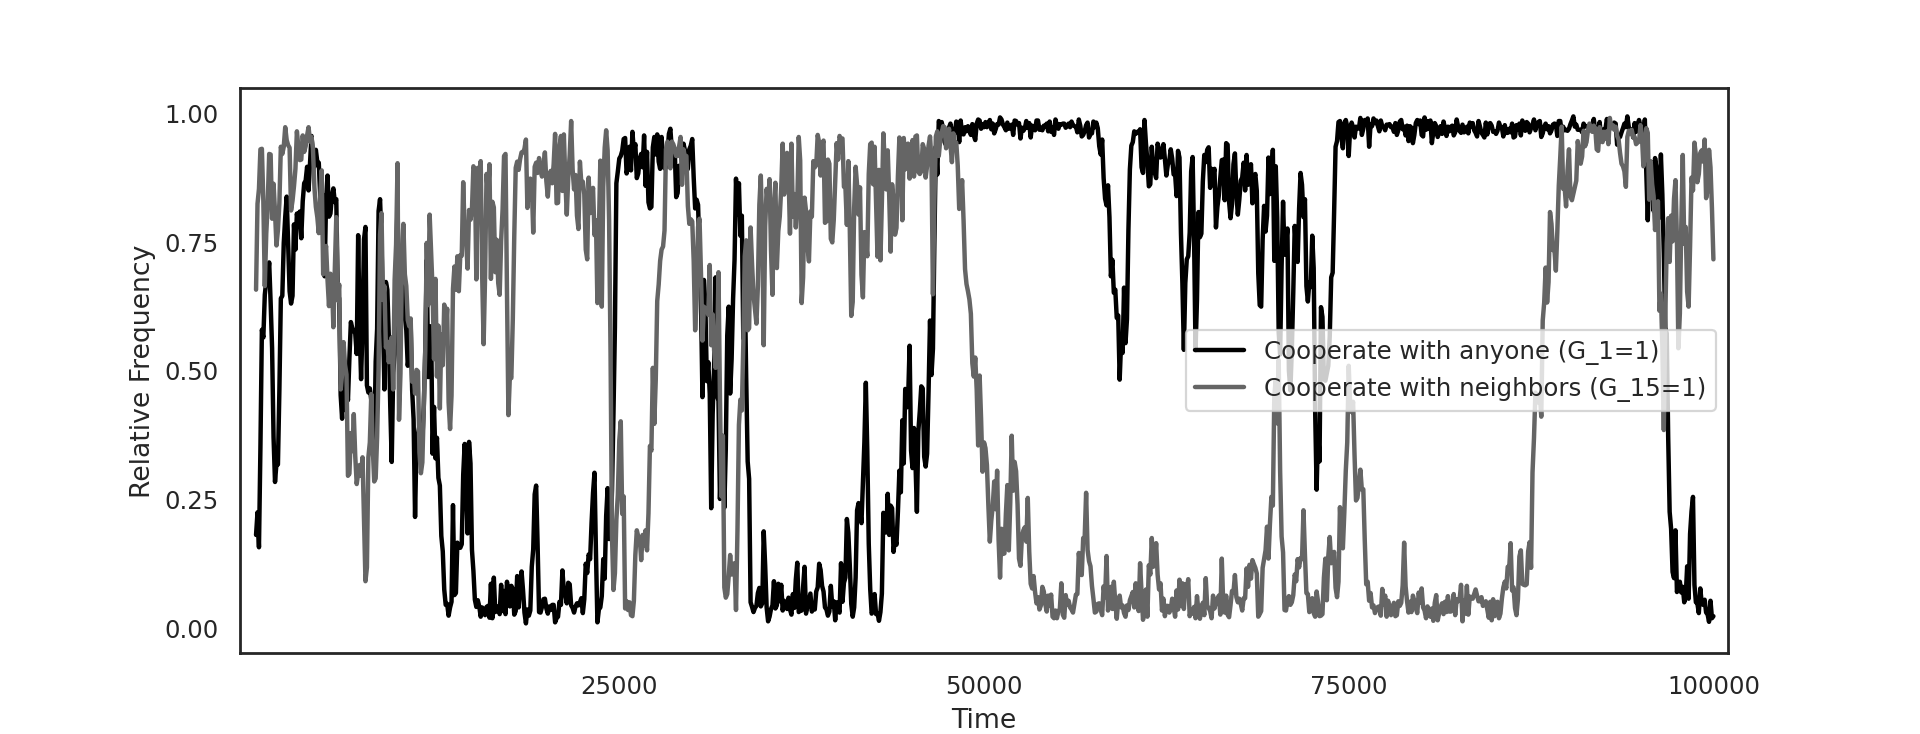 1.00
0.75
0.50
0.25
0.00
Relative Frequency
Cooperate with anyone (G_1=1)
Cooperate with neighbors (G_15=1)
25000
50000
75000
100000
Time